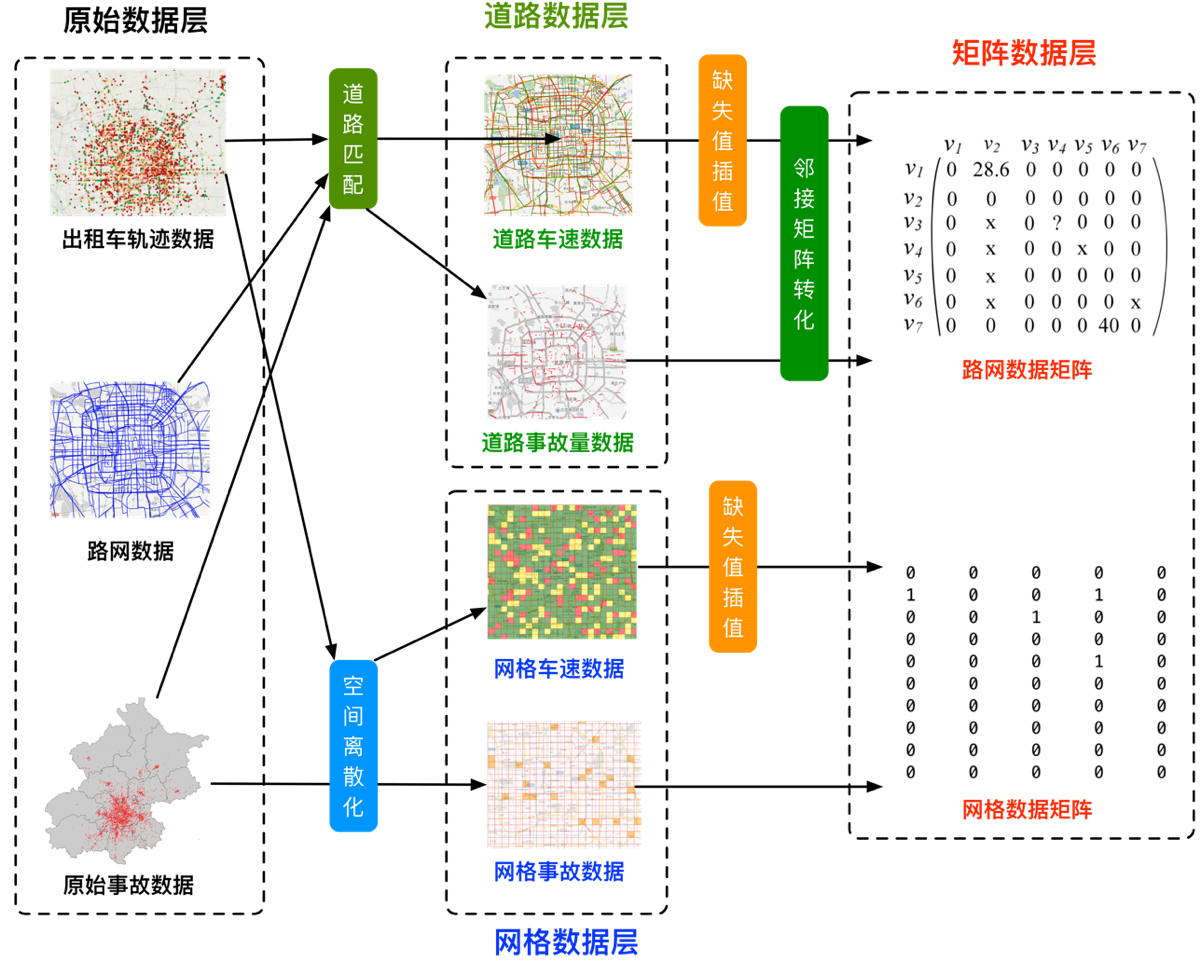 原始数据层
出租车轨迹数据
路网数据
原始事故数据
道路匹配
空间离散化
道路数据层
道路车速数据
道路事故量数据
网格车速数据
网格事故数据
网格数据层
缺失值插值
缺失值插值
邻接矩阵转化
矩阵数据层
v1 v2 v3 v4 v5 v6 v7
v1 0 28.6 0 0 0 0 0
v2 0 0 0 0 0 0 0
v3 0 x 0 ? 0 0 0
v4 0 x 0 0 x 0 0
v5 0 x 0 0 0 0 0
v6 0 x 0 0 0 0 x
v7 0 0 0 0 0 40 0
路网数据矩阵
0 0 0 0 0
1 0 0 1 0
0 0 1 0 0
0 0 0 0 0
0 0 0 1 0
0 0 0 0 0
0 0 0 0 0
0 0 0 0 0
0 0 0 0 0
0 0 0 0 0
网格数据矩阵